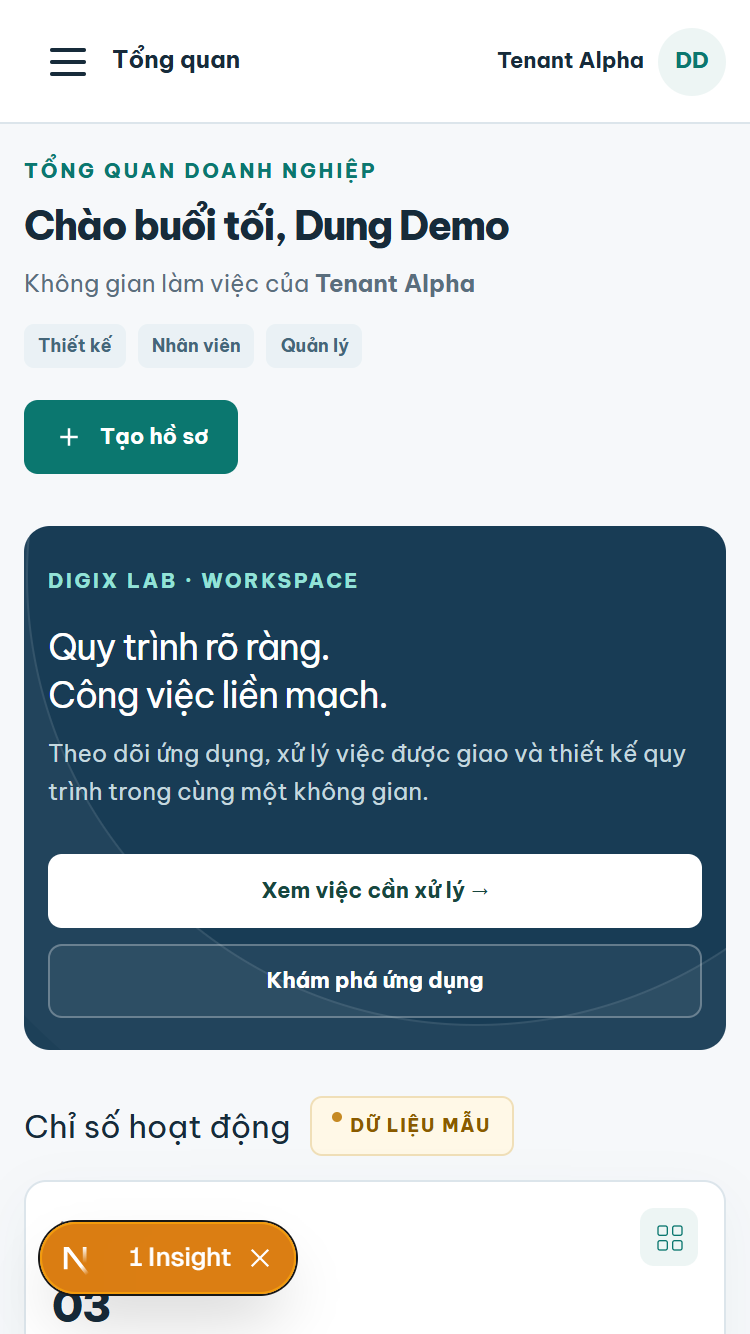 Tổng quan
Tenant Alpha
DD
TỔNG QUAN DOANH NGHIỆP
Chào buổi tối, Dung Demo
Không gian làm việc của Tenant Alpha
Thiết kế
Nhân viên
Quản lý
+ Tạo hồ sơ
DIGIX LAB · WORKSPACE
Quy trình rõ ràng.
Công việc liền mạch.
Theo dõi ứng dụng, xử lý việc được giao và thiết kế quy
trình trong cùng một không gian.
Xem việc cần xử lý →
Khám phá ứng dụng
Chỉ số hoạt động
DỮ LIỆU MẪU
N 1 Insight
03